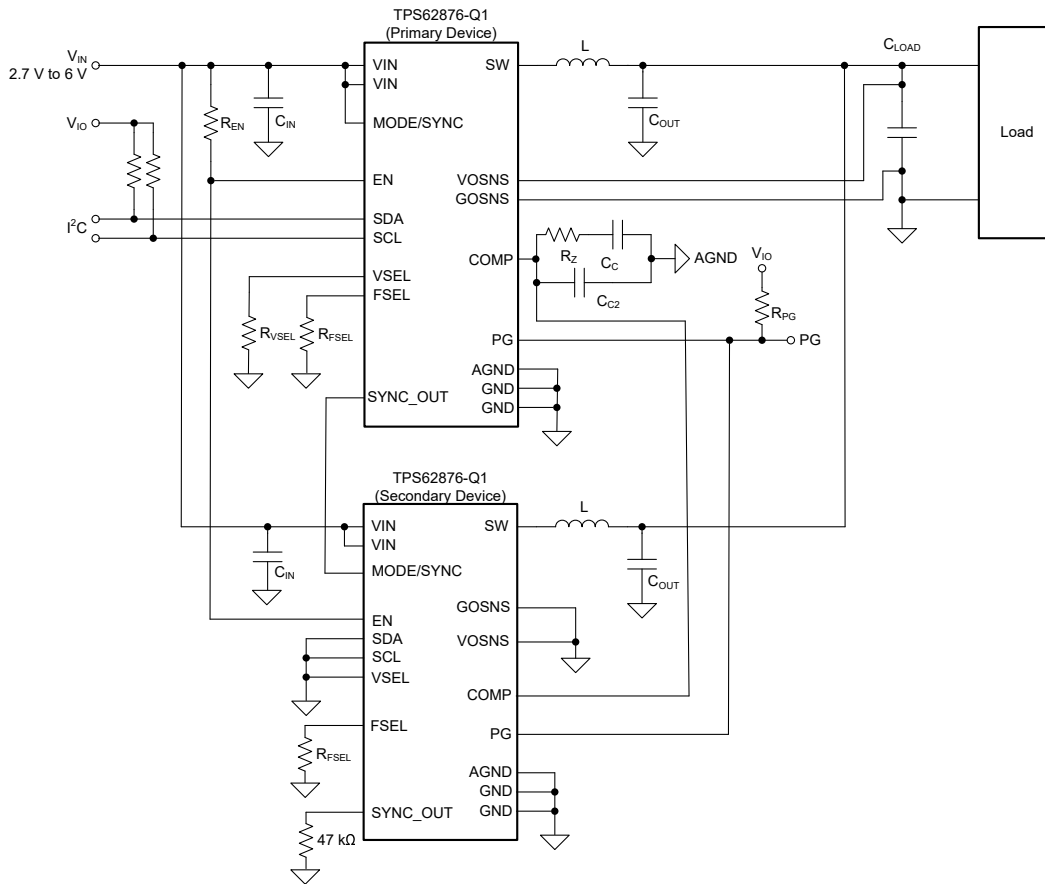 TPS62876-Q1
(Primary Device)
V_IN
2.7 V to 6 V
V_IO
I²C
R_EN
C_IN
VIN
VIN
MODE/SYNC
EN
SDA
SCL
VSEL
FSEL
R_VSEL
R_FSEL
SYNC_OUT
SW
VOSNS
GOSNS
COMP
PG
AGND
GND
GND
L
C_OUT
C_LOAD
Load
R_Z
C_C
C_C2
AGND
V_IO
R_PG
PG
TPS62876-Q1
(Secondary Device)
C_IN
VIN
VIN
MODE/SYNC
EN
SDA
SCL
VSEL
FSEL
R_FSEL
SYNC_OUT
47 kΩ
SW
GOSNS
VOSNS
COMP
PG
AGND
GND
GND
L
C_OUT